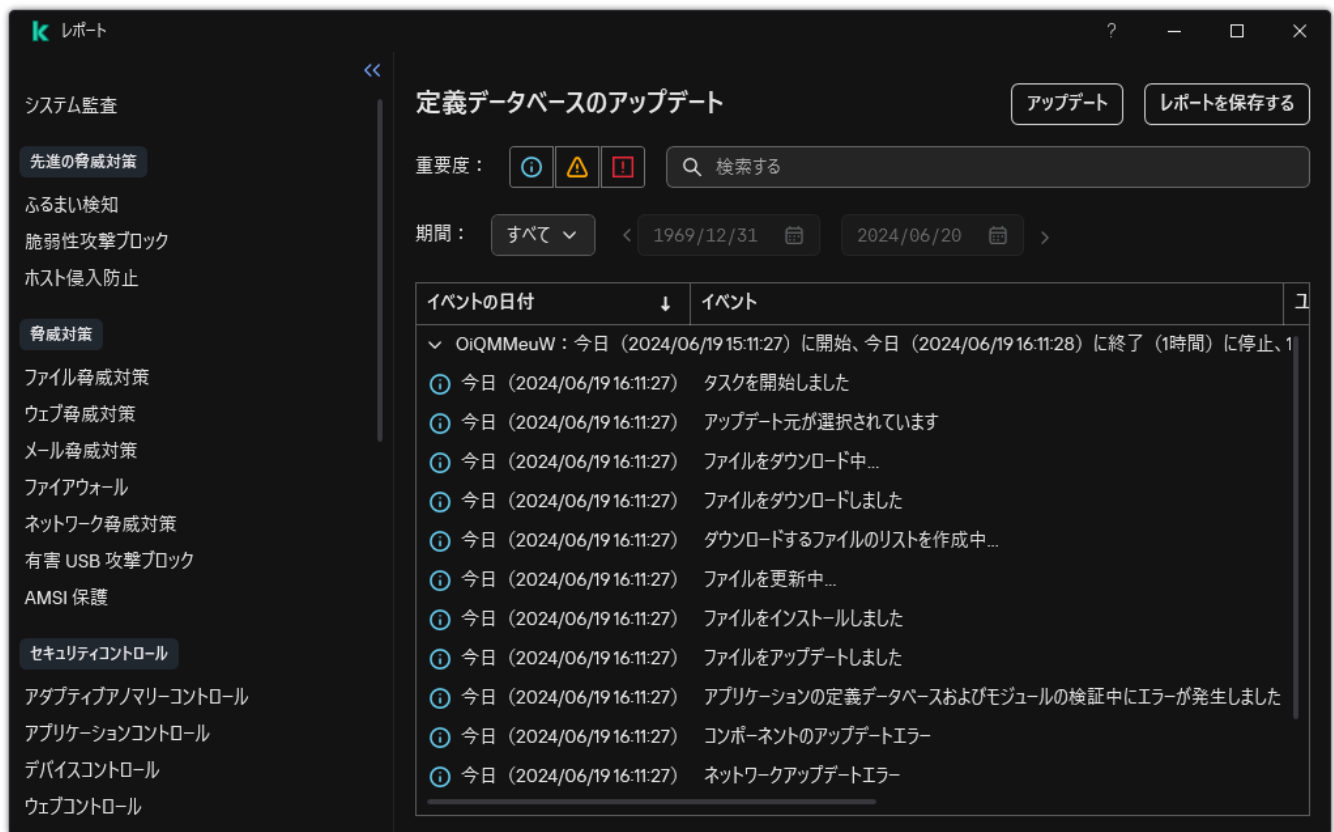 レポート
?
システム監査
先進の脅威対策
ふるまい検知
脆弱性攻撃ブロック
ホスト侵入防止
脅威対策
ファイル脅威対策
ウェブ脅威対策
メール脅威対策
ファイアウォール
ネットワーク脅威対策
有害 USB 攻撃ブロック
AMSI 保護
セキュリティコントロール
アダプティブアノマリーコントロール
アプリケーションコントロール
デバイスコントロール
ウェブコントロール
定義データベースのアップデート
アップデート
レポートを保存する
重要度：
検索する
期間：
すべて
1969/12/31
2024/06/20
イベントの日付 ↓ イベント ユ
OiQMMeuW：今日（2024/06/19 15:11:27）に開始、今日（2024/06/19 16:11:28）に終了（1時間）に停止、1
今日（2024/06/19 16:11:27） タスクを開始しました
今日（2024/06/19 16:11:27） アップデート元が選択されています
今日（2024/06/19 16:11:27） ファイルをダウンロード中...
今日（2024/06/19 16:11:27） ファイルをダウンロードしました
今日（2024/06/19 16:11:27） ダウンロードするファイルのリストを作成中...
今日（2024/06/19 16:11:27） ファイルを更新中...
今日（2024/06/19 16:11:27） ファイルをインストールしました
今日（2024/06/19 16:11:27） ファイルをアップデートしました
今日（2024/06/19 16:11:27） アプリケーションの定義データベースおよびモジュールの検証中にエラーが発生しました
今日（2024/06/19 16:11:27） コンポーネントのアップデートエラー
今日（2024/06/19 16:11:27） ネットワークアップデートエラー